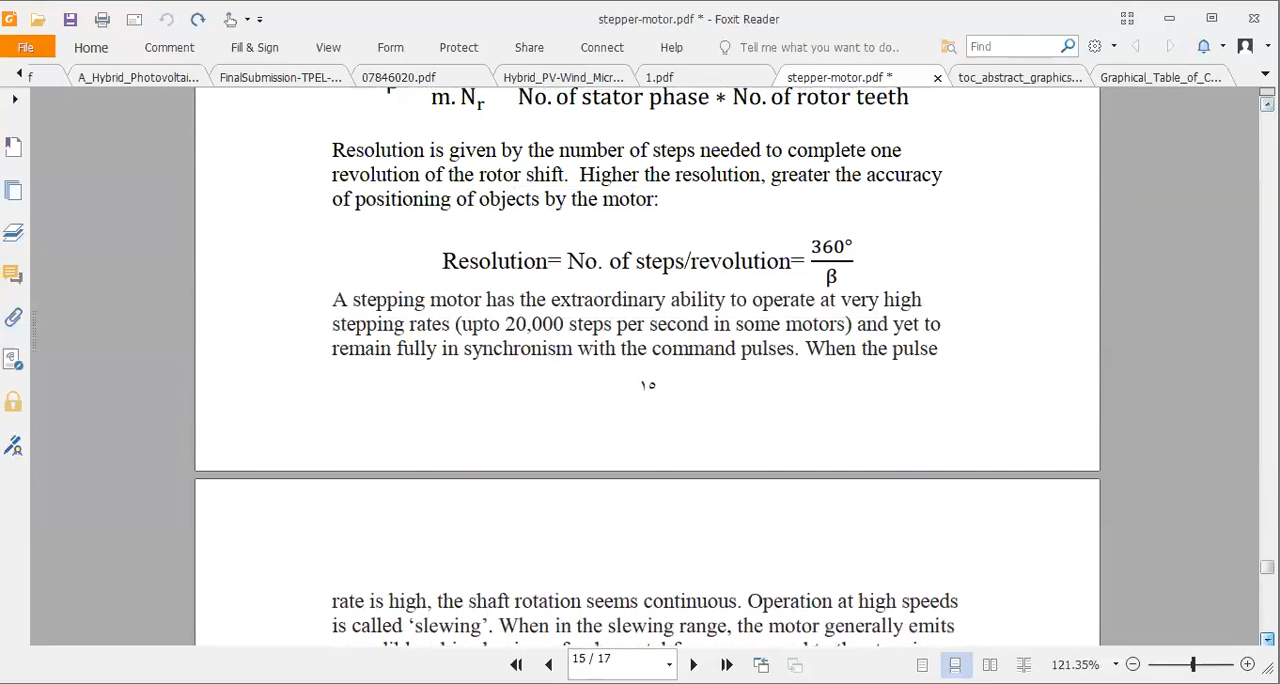 stepper-motor.pdf * - Foxit Reader
File Home Comment Fill & Sign View Form Protect Share Connect Help Tell me what you want to do.. Find
f A_Hybrid_Photovoltai... FinalSubmission-TPEL-... 07846020.pdf Hybrid_PV-Wind_Micr... 1.pdf stepper-motor.pdf * toc_abstract_graphics... Graphical_Table_of_C...
m. Nr No. of stator phase * No. of rotor teeth
Resolution is given by the number of steps needed to complete one
revolution of the rotor shift. Higher the resolution, greater the accuracy
of positioning of objects by the motor:
Resolution= No. of steps/revolution= 360°/β
A stepping motor has the extraordinary ability to operate at very high
stepping rates (upto 20,000 steps per second in some motors) and yet to
remain fully in synchronism with the command pulses. When the pulse
١٥
rate is high, the shaft rotation seems continuous. Operation at high speeds
is called ‘slewing’. When in the slewing range, the motor generally emits
15 / 17
121.35%